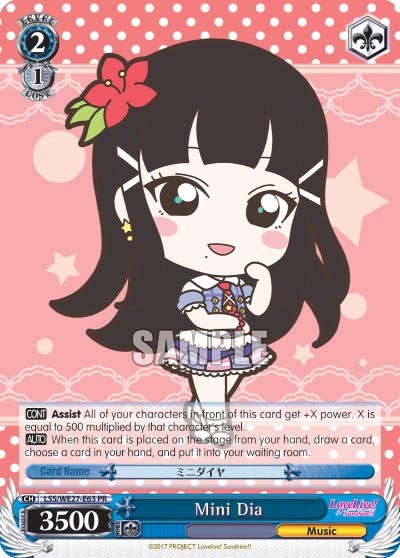 LEVEL
2
1
COST
SAMPLE
CONT Assist All of your characters in front of this card get +X power. X is
equal to 500 multiplied by that character's level.
AUTO When this card is placed on the stage from your hand, draw a card,
choose a card in your hand, and put it into your waiting room.
Card Name
ミニダイヤ
CH LSS/WE27-E63 PR
3500
Mini Dia
LoveLive!
Sunshine!!
Music
©2017 PROJECT Lovelive! Sunshine!!